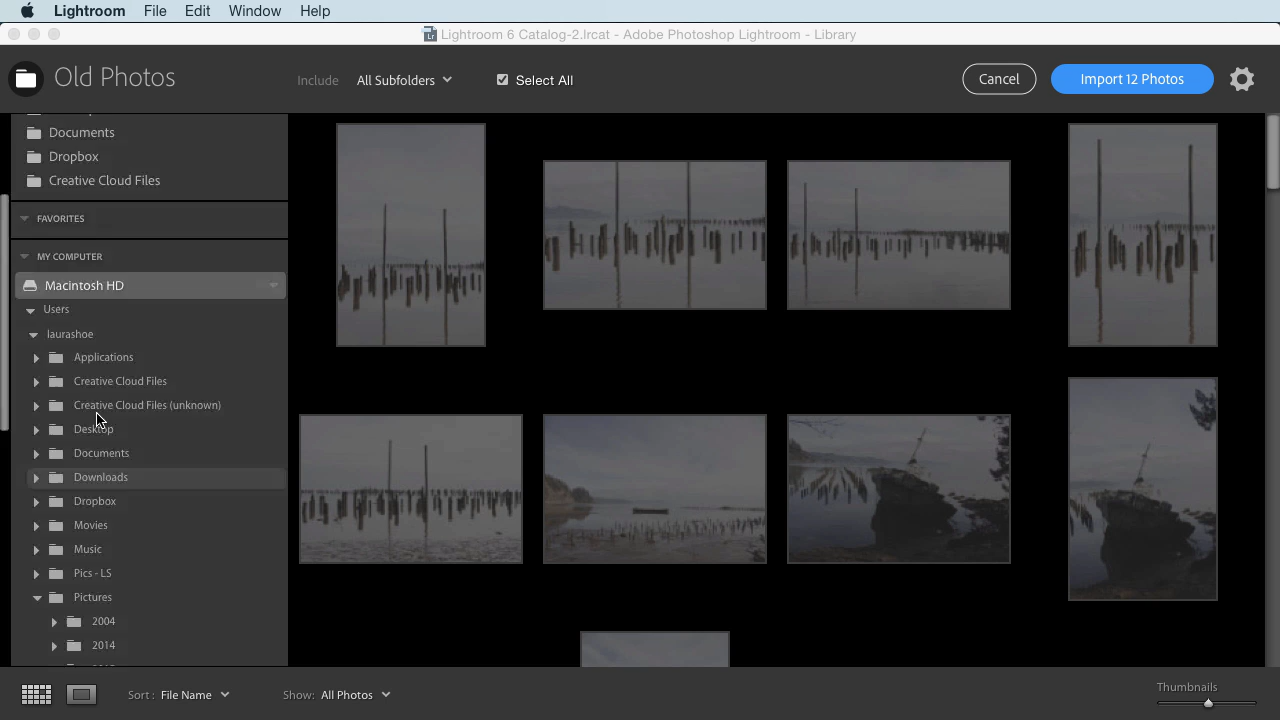 Lightroom File Edit Window Help
Lightroom 6 Catalog-2.lrcat - Adobe Photoshop Lightroom - Library
Old Photos
Include All Subfolders Select All
Cancel Import 12 Photos
Documents
Dropbox
Creative Cloud Files
FAVORITES
MY COMPUTER
Macintosh HD
Users
laurashoe
Applications
Creative Cloud Files
Creative Cloud Files (unknown)
Desktop
Documents
Downloads
Dropbox
Movies
Music
Pics - LS
Pictures
2004
2014
Sort : File Name Show: All Photos
Thumbnails